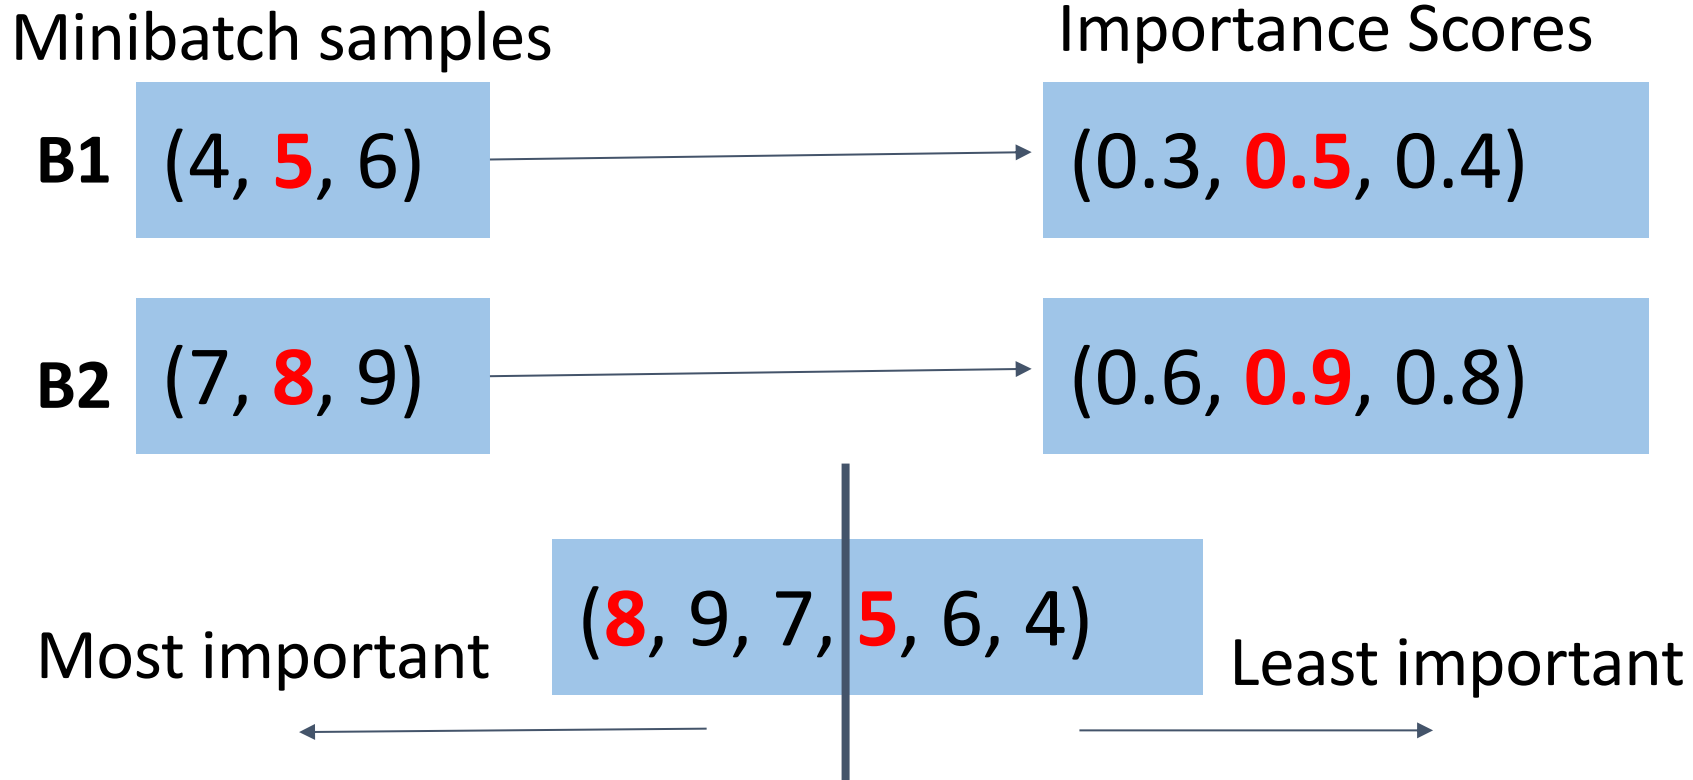 Minibatch samples
Importance Scores
B1 (4, 5, 6) (0.3, 0.5, 0.4)
B2 (7, 8, 9) (0.6, 0.9, 0.8)
(8, 9, 7, 5, 6, 4)
Most important
Least important